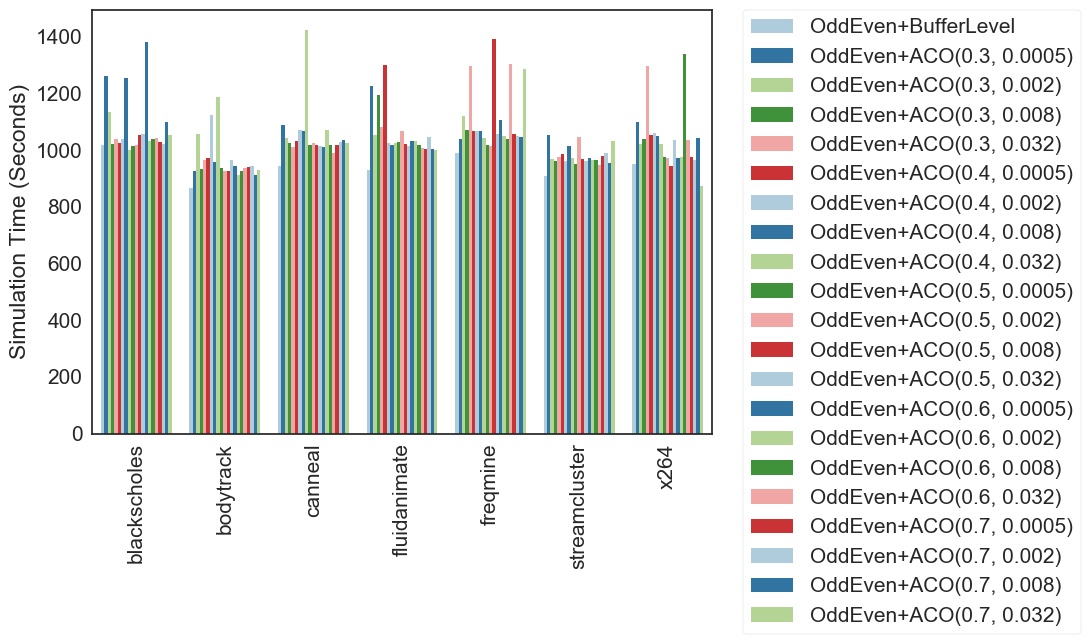 Simulation Time (Seconds)
1400
1200
1000
800
600
400
200
0
blackscholes
bodytrack
canneal
fluidanimate
freqmine
streamcluster
x264
OddEven+BufferLevel
OddEven+ACO(0.3, 0.0005)
OddEven+ACO(0.3, 0.002)
OddEven+ACO(0.3, 0.008)
OddEven+ACO(0.3, 0.032)
OddEven+ACO(0.4, 0.0005)
OddEven+ACO(0.4, 0.002)
OddEven+ACO(0.4, 0.008)
OddEven+ACO(0.4, 0.032)
OddEven+ACO(0.5, 0.0005)
OddEven+ACO(0.5, 0.002)
OddEven+ACO(0.5, 0.008)
OddEven+ACO(0.5, 0.032)
OddEven+ACO(0.6, 0.0005)
OddEven+ACO(0.6, 0.002)
OddEven+ACO(0.6, 0.008)
OddEven+ACO(0.6, 0.032)
OddEven+ACO(0.7, 0.0005)
OddEven+ACO(0.7, 0.002)
OddEven+ACO(0.7, 0.008)
OddEven+ACO(0.7, 0.032)